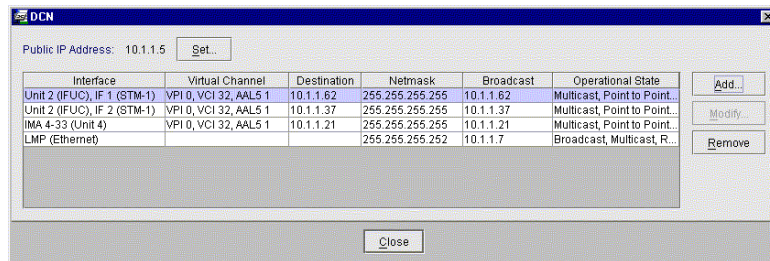 DCN
Public IP Address: 10.1.1.5 Set...
Interface Virtual Channel Destination Netmask Broadcast Operational State
Unit 2 (IFUC), IF 1 (STM-1) VPI 0, VCI 32, AAL5 1 10.1.1.62 255.255.255.255 10.1.1.62 Multicast, Point to Point...
Unit 2 (IFUC), IF 2 (STM-1) VPI 0, VCI 32, AAL5 1 10.1.1.37 255.255.255.255 10.1.1.37 Multicast, Point to Point...
IMA 4-33 (Unit 4) VPI 0, VCI 32, AAL5 1 10.1.1.21 255.255.255.255 10.1.1.21 Multicast, Point to Point...
LMP (Ethernet) 255.255.255.252 10.1.1.7 Broadcast, Multicast, R...
Add...
Modify...
Remove
Close